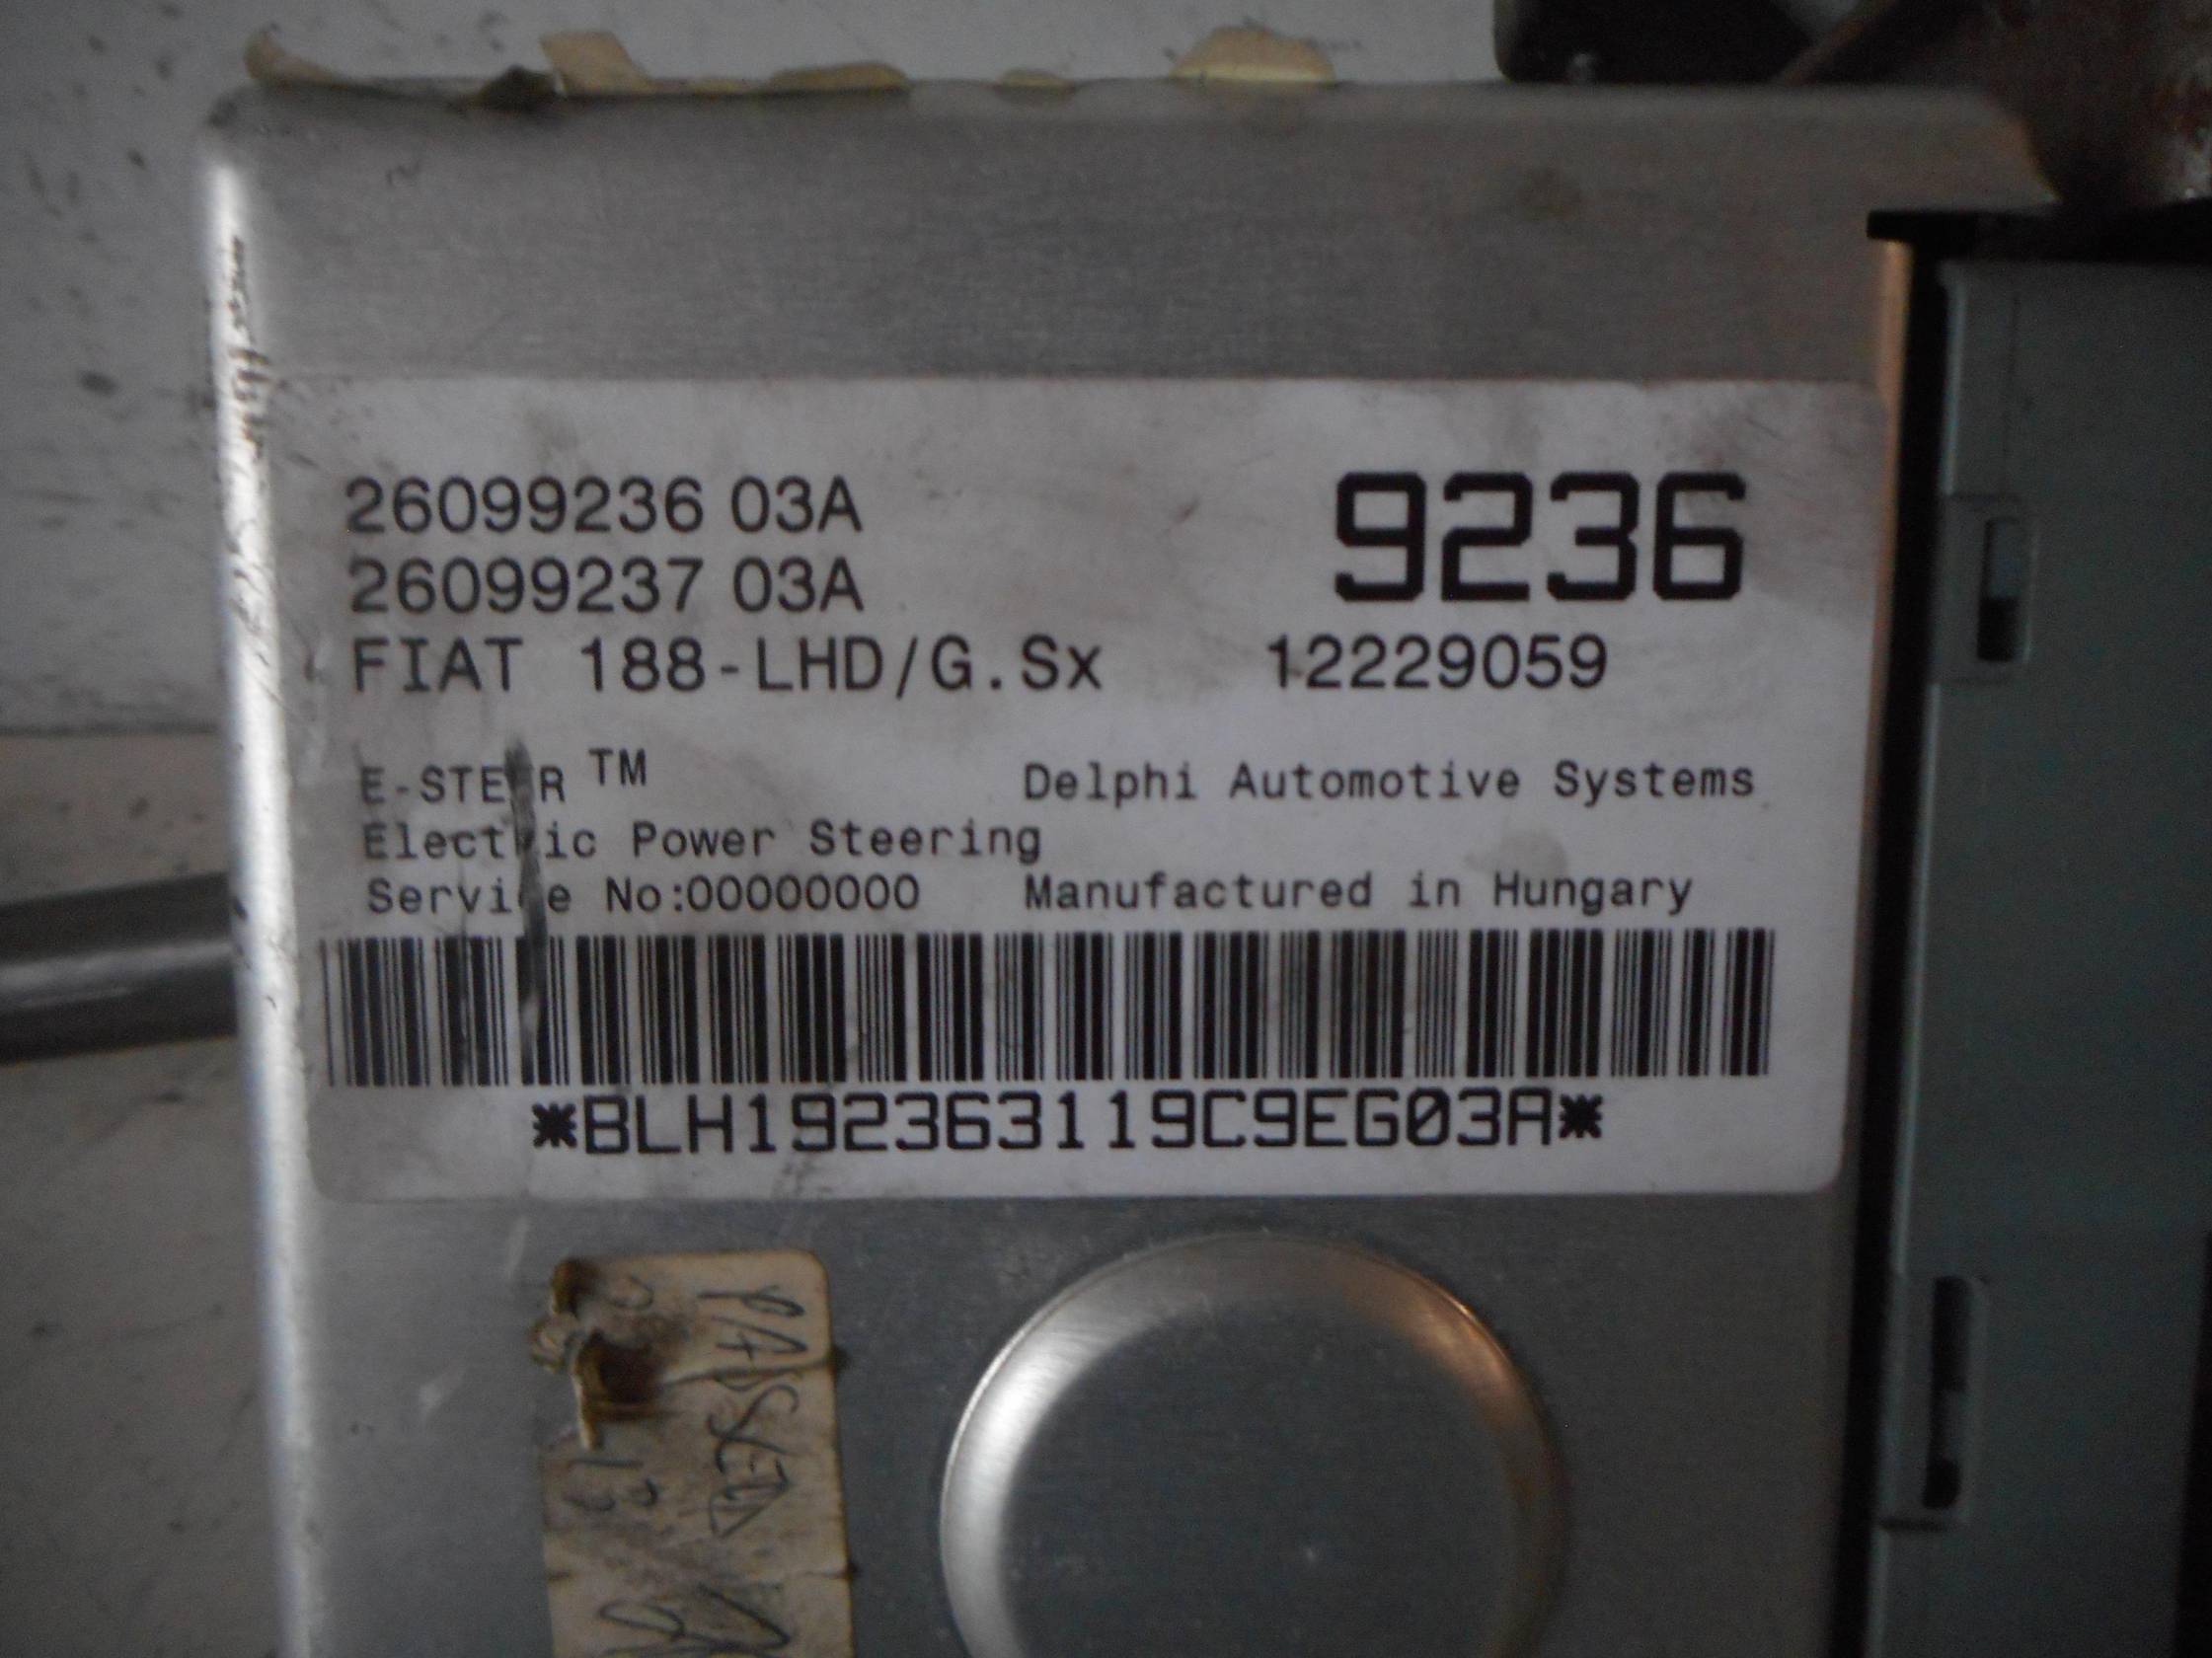 26099236 03A 9236
26099237 03A
FIAT 188-LHD/G.Sx 12229059
E-STEER TM Delphi Automotive Systems
Electric Power Steering
Service No:00000000 Manufactured in Hungary
*BLH192363119C9EG03A*
PASSED